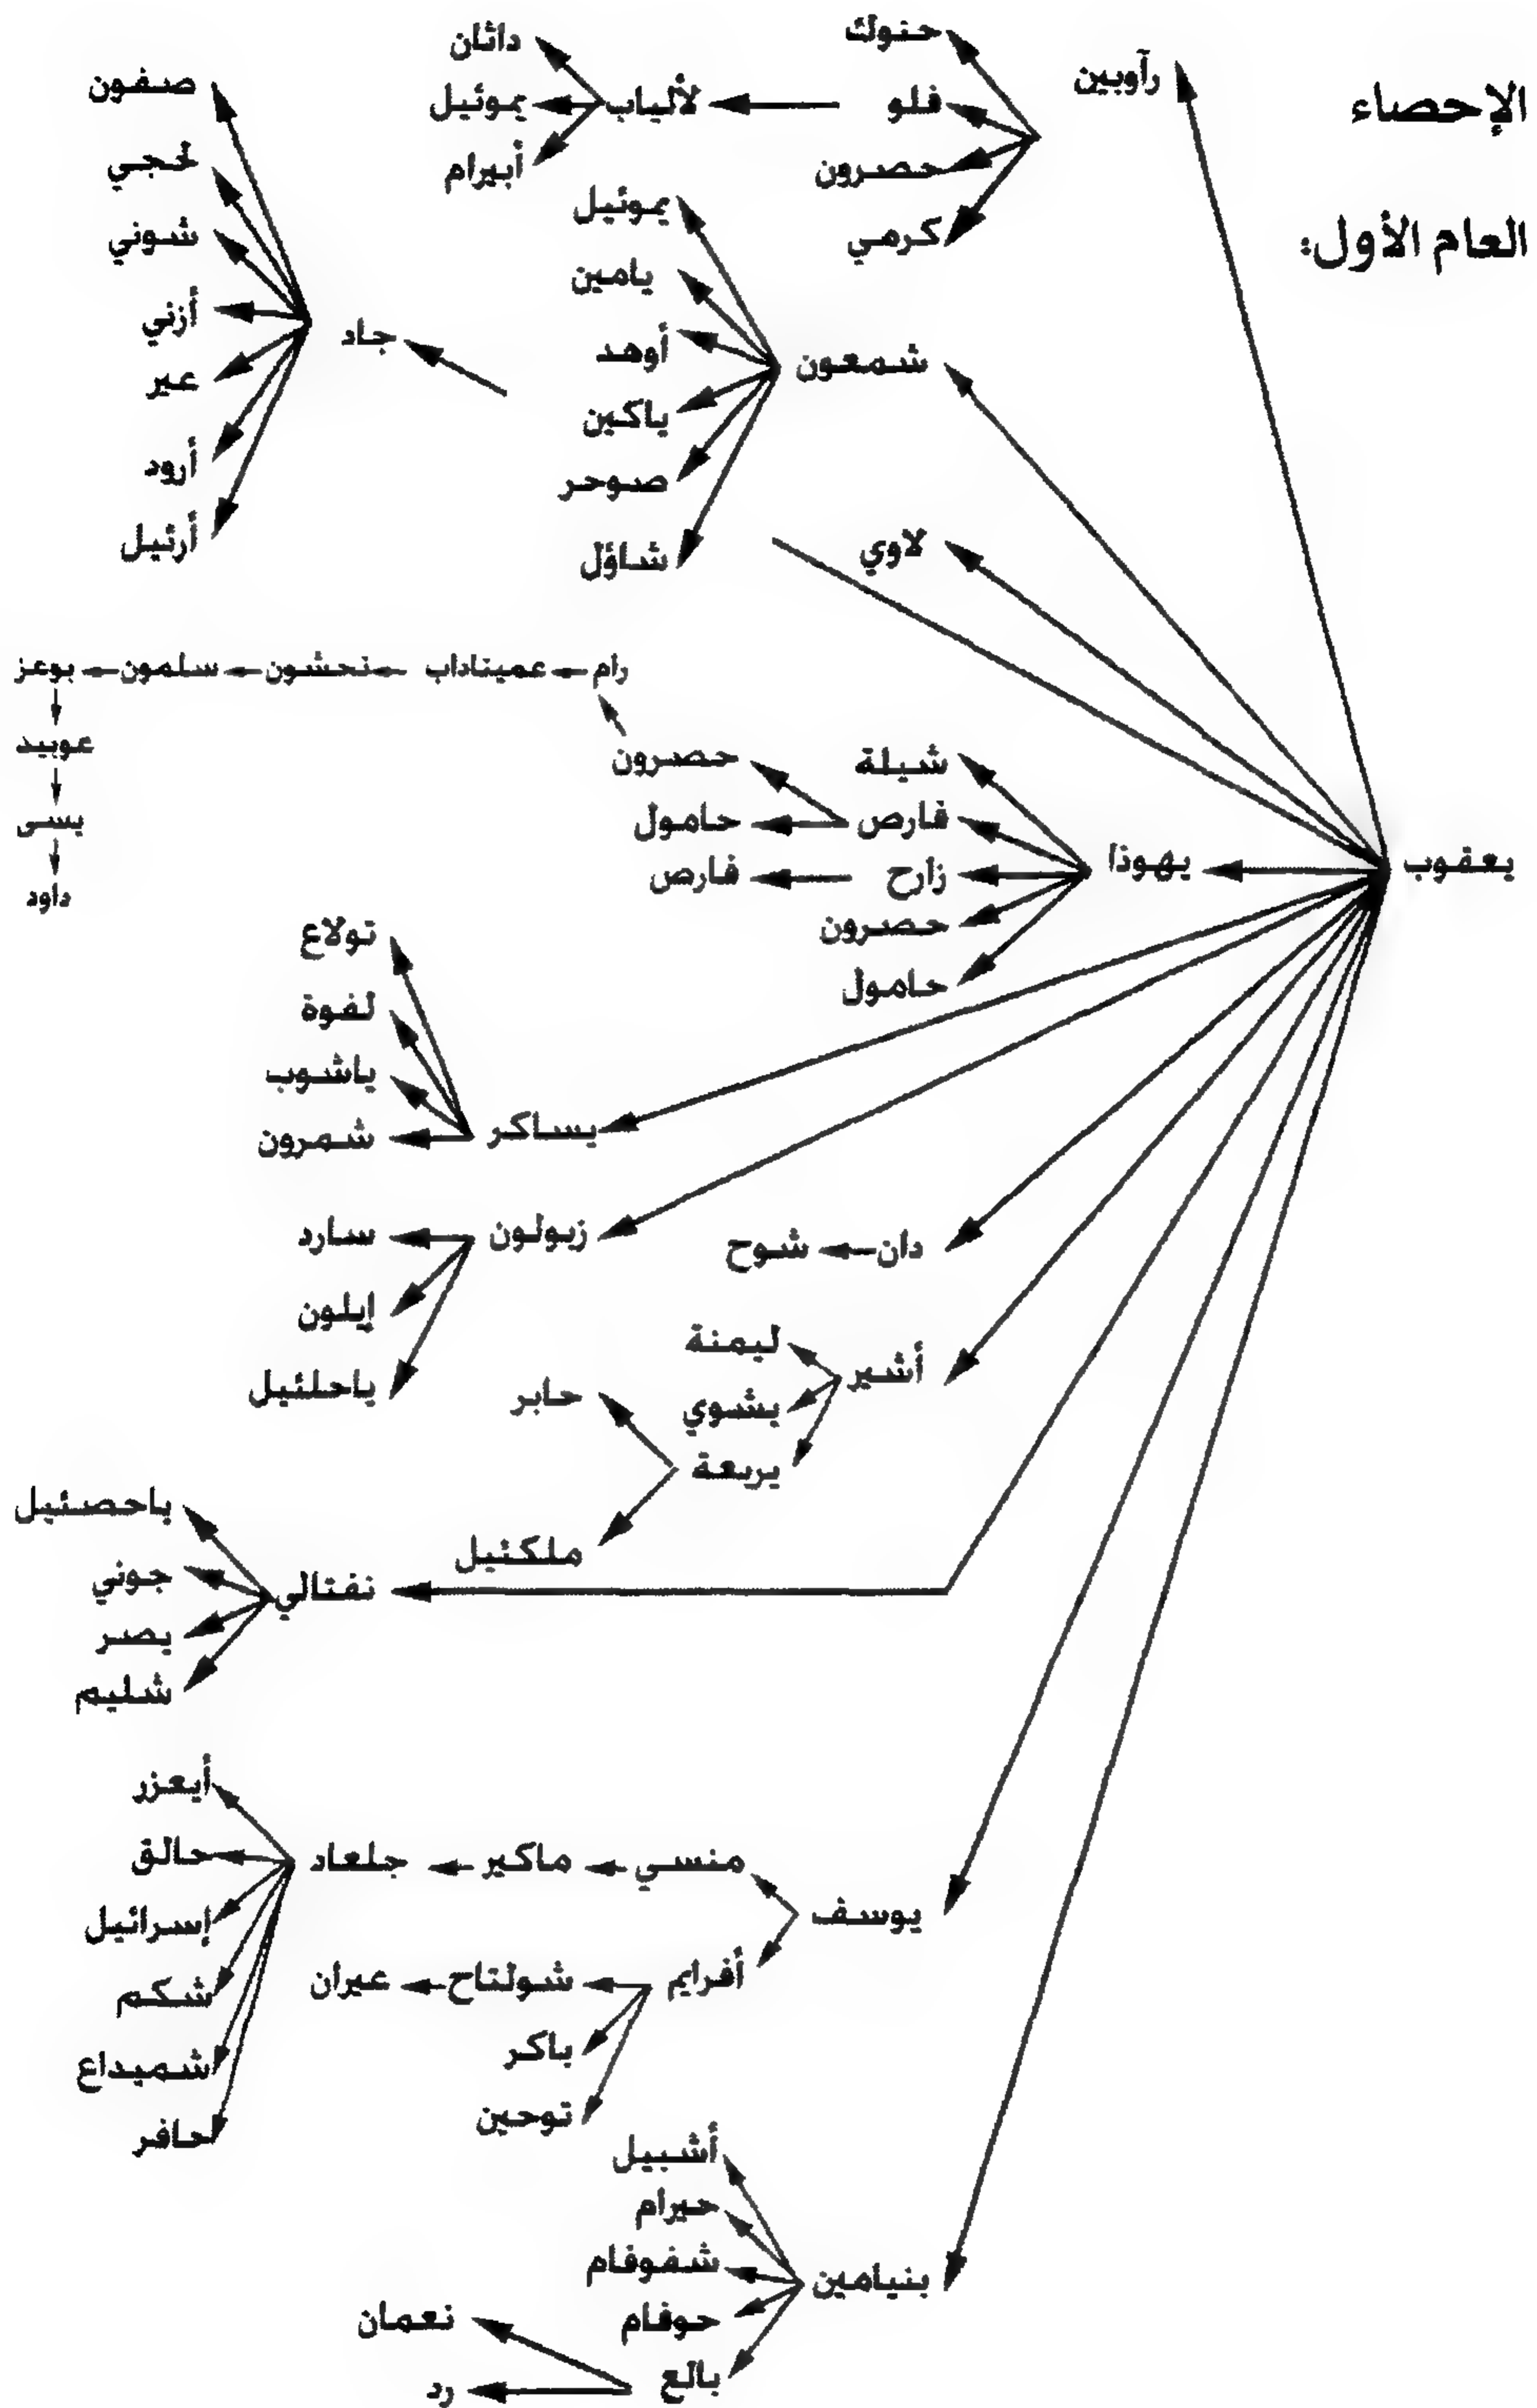 الإحصاء
العام الأول:
يعقوب
رآوبين
حنوك
فلو
حصرون
كرمي
لألياب
داثان
يموئيل
أبيرام
شمعون
يموئيل
يامين
أوهد
ياكين
صوحر
شاؤل
لاوي
جاد
صفون
لحجي
شوني
أزني
عير
أرود
أرئيل
يهوذا
شيلة
فارص
زارح
حصرون
حامول
حصرون
حامول
فارص
رام
عميناداب
نحشون
سلمون
بوعز
عوبيد
يسى
داود
يساكر
تولاع
لفوة
ياشوب
شمرون
زبولون
سارد
إيلون
ياحلئيل
دان
شوح
أشير
ليمنة
يشوي
يريعة
حابر
ملكئيل
نفتالي
ياحصئيل
جوني
يصر
شليم
يوسف
منسي
ماكير
جلعاد
أيعزر
حالق
إسرائيل
شكم
شميداع
حافر
أفرايم
شولتاح
عيران
باكر
توحين
بنيامين
أشبيل
حيرام
شفوفام
حوفام
بالع
نعمان
رد